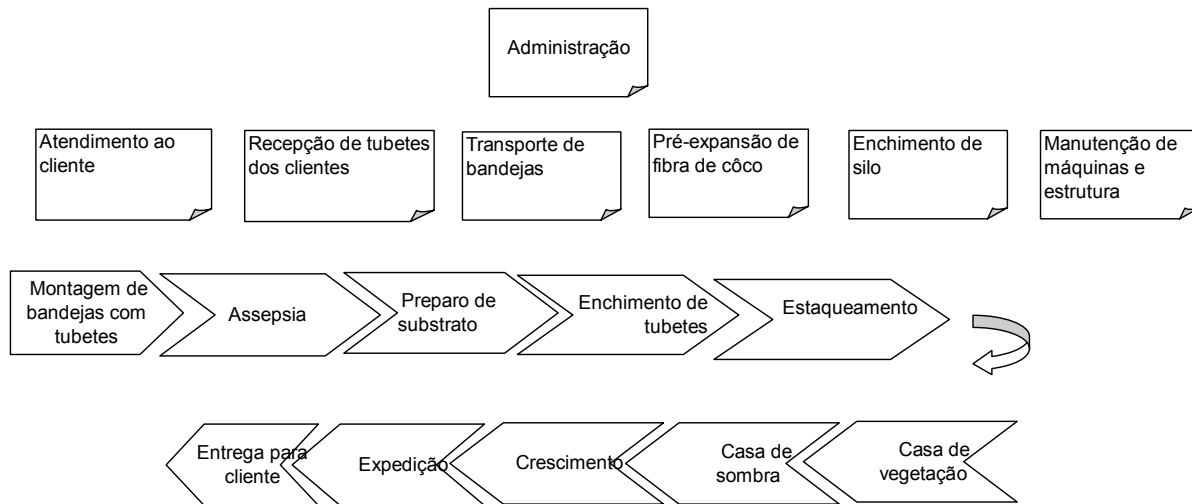 Administração
Atendimento ao
cliente
Recepção de tubetes
dos clientes
Transporte de
bandejas
Pré-expansão de
fibra de côco
Enchimento de
silo
Manutenção de
máquinas e
estrutura
Montagem de
bandejas com
tubetes
Assepsia
Preparo de
substrato
Enchimento de
tubetes
Estaqueamento
Entrega para
cliente
Expedição
Crescimento
Casa de
sombra
Casa de
vegetação